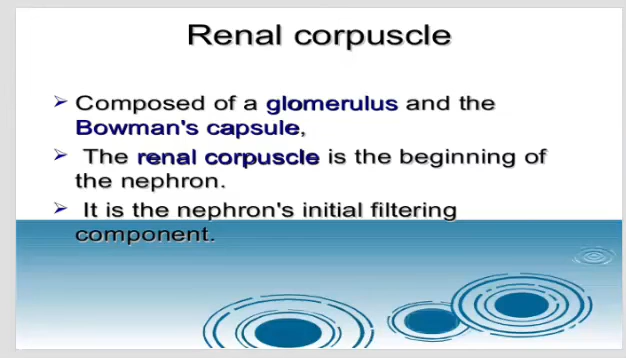 Renal corpuscle
➢ Composed of a glomerulus and the
Bowman's capsule,
➢ The renal corpuscle is the beginning of
the nephron.
➢ It is the nephron's initial filtering
component.